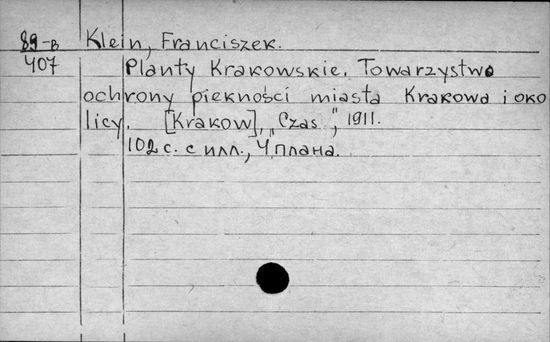 89-в Klein, Franciszek.
407 Planty Krakowskie. Towarzystwo
ochrony piękności miasta Krakowa i oko
licy. [Krakow], "Czas", 1911.
102 с. с илл., 4 плана.